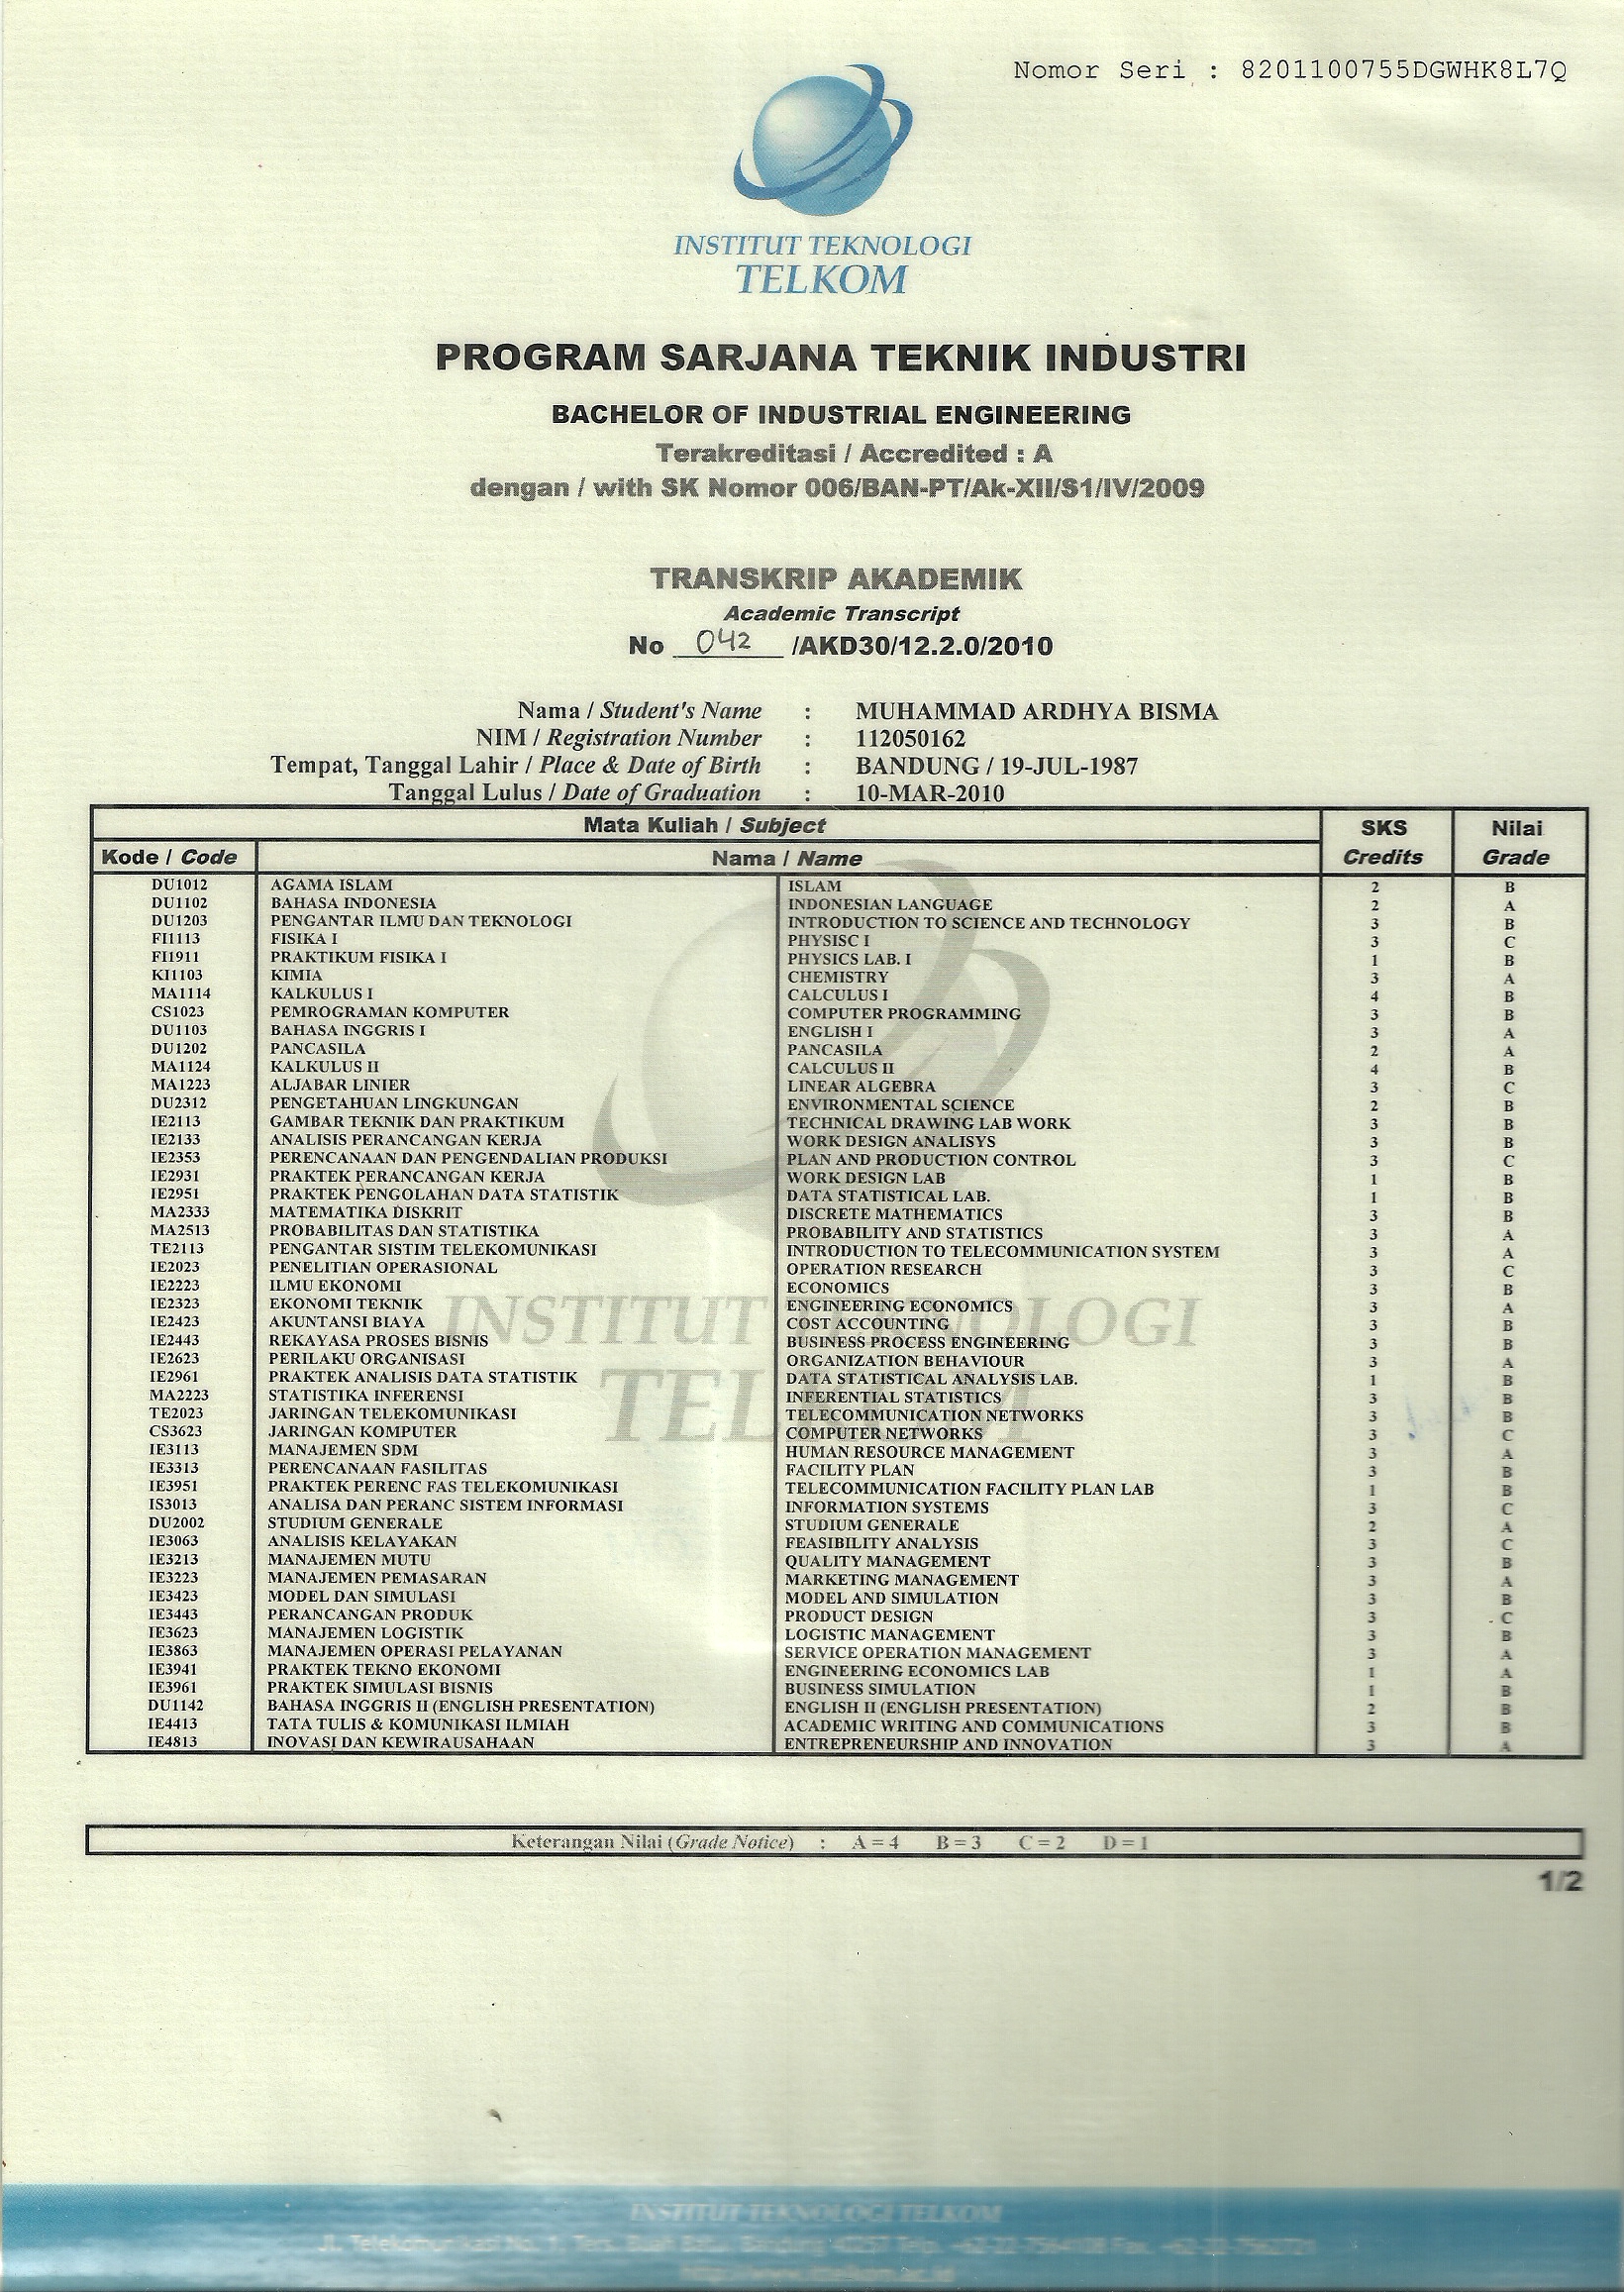 Nomor Seri : 8201100755DGWHK8L7Q
INSTITUT TEKNOLOGI
TELKOM
PROGRAM SARJANA TEKNIK INDUSTRI
BACHELOR OF INDUSTRIAL ENGINEERING
Terakreditasi / Accredited : A
dengan / with SK Nomor 006/BAN-PT/Ak-XII/S1/IV/2009
TRANSKRIP AKADEMIK
Academic Transcript
No 042 /AKD30/12.2.0/2010
Nama / Student's Name : MUHAMMAD ARDHYA BISMA
NIM / Registration Number : 112050162
Tempat, Tanggal Lahir / Place & Date of Birth : BANDUNG / 19-JUL-1987
Tanggal Lulus / Date of Graduation : 10-MAR-2010
Mata Kuliah / Subject SKS Nilai
Kode / Code Nama / Name Credits Grade
DU1012 AGAMA ISLAM ISLAM 2 B
DU1102 BAHASA INDONESIA INDONESIAN LANGUAGE 2 A
DU1203 PENGANTAR ILMU DAN TEKNOLOGI INTRODUCTION TO SCIENCE AND TECHNOLOGY 3 B
FI1113 FISIKA I PHYSISC I 3 C
FI1911 PRAKTIKUM FISIKA I PHYSICS LAB. I 1 B
KI1103 KIMIA CHEMISTRY 3 A
MA1114 KALKULUS I CALCULUS I 4 B
CS1023 PEMROGRAMAN KOMPUTER COMPUTER PROGRAMMING 3 B
DU1103 BAHASA INGGRIS I ENGLISH I 3 A
DU1202 PANCASILA PANCASILA 2 A
MA1124 KALKULUS II CALCULUS II 4 B
MA1223 ALJABAR LINIER LINEAR ALGEBRA 3 C
DU2312 PENGETAHUAN LINGKUNGAN ENVIRONMENTAL SCIENCE 2 B
IE2113 GAMBAR TEKNIK DAN PRAKTIKUM TECHNICAL DRAWING LAB WORK 3 B
IE2133 ANALISIS PERANCANGAN KERJA WORK DESIGN ANALISYS 3 B
IE2353 PERENCANAAN DAN PENGENDALIAN PRODUKSI PLAN AND PRODUCTION CONTROL 3 C
IE2931 PRAKTEK PERANCANGAN KERJA WORK DESIGN LAB 1 B
IE2951 PRAKTEK PENGOLAHAN DATA STATISTIK DATA STATISTICAL LAB. 1 B
MA2333 MATEMATIKA DISKRIT DISCRETE MATHEMATICS 3 B
MA2513 PROBABILITAS DAN STATISTIKA PROBABILITY AND STATISTICS 3 A
TE2113 PENGANTAR SISTIM TELEKOMUNIKASI INTRODUCTION TO TELECOMMUNICATION SYSTEM 3 A
IE2023 PENELITIAN OPERASIONAL OPERATION RESEARCH 3 C
IE2223 ILMU EKONOMI ECONOMICS 3 B
IE2323 EKONOMI TEKNIK ENGINEERING ECONOMICS 3 A
IE2423 AKUNTANSI BIAYA COST ACCOUNTING 3 B
IE2443 REKAYASA PROSES BISNIS BUSINESS PROCESS ENGINEERING 3 B
IE2623 PERILAKU ORGANISASI ORGANIZATION BEHAVIOUR 3 A
IE2961 PRAKTEK ANALISIS DATA STATISTIK DATA STATISTICAL ANALYSIS LAB. 1 B
MA2223 STATISTIKA INFERENSI INFERENTIAL STATISTICS 3 B
TE2023 JARINGAN TELEKOMUNIKASI TELECOMMUNICATION NETWORKS 3 B
CS3623 JARINGAN KOMPUTER COMPUTER NETWORKS 3 C
IE3113 MANAJEMEN SDM HUMAN RESOURCE MANAGEMENT 3 A
IE3313 PERENCANAAN FASILITAS FACILITY PLAN 3 B
IE3951 PRAKTEK PERENC FAS TELEKOMUNIKASI TELECOMMUNICATION FACILITY PLAN LAB 1 B
IS3013 ANALISA DAN PERANC SISTEM INFORMASI INFORMATION SYSTEMS 3 C
DU2002 STUDIUM GENERALE STUDIUM GENERALE 2 A
IE3063 ANALISIS KELAYAKAN FEASIBILITY ANALYSIS 3 C
IE3213 MANAJEMEN MUTU QUALITY MANAGEMENT 3 B
IE3223 MANAJEMEN PEMASARAN MARKETING MANAGEMENT 3 A
IE3423 MODEL DAN SIMULASI MODEL AND SIMULATION 3 B
IE3443 PERANCANGAN PRODUK PRODUCT DESIGN 3 C
IE3623 MANAJEMEN LOGISTIK LOGISTIC MANAGEMENT 3 B
IE3863 MANAJEMEN OPERASI PELAYANAN SERVICE OPERATION MANAGEMENT 3 A
IE3941 PRAKTEK TEKNO EKONOMI ENGINEERING ECONOMICS LAB 1 A
IE3961 PRAKTEK SIMULASI BISNIS BUSINESS SIMULATION 1 B
DU1142 BAHASA INGGRIS II (ENGLISH PRESENTATION) ENGLISH II (ENGLISH PRESENTATION) 2 B
IE4413 TATA TULIS & KOMUNIKASI ILMIAH ACADEMIC WRITING AND COMMUNICATIONS 3 B
IE4813 INOVASI DAN KEWIRAUSAHAAN ENTREPRENEURSHIP AND INNOVATION 3 A
INSTITUT TEKNOLOGI
TELKOM
Keterangan Nilai (Grade Notice) : A = 4 B = 3 C = 2 D = 1
1/2
INSTITUT TEKNOLOGI TELKOM
Jl. Telekomunikasi No. 1, Ters. Buah Batu Bandung 40257 Telp. Fax.